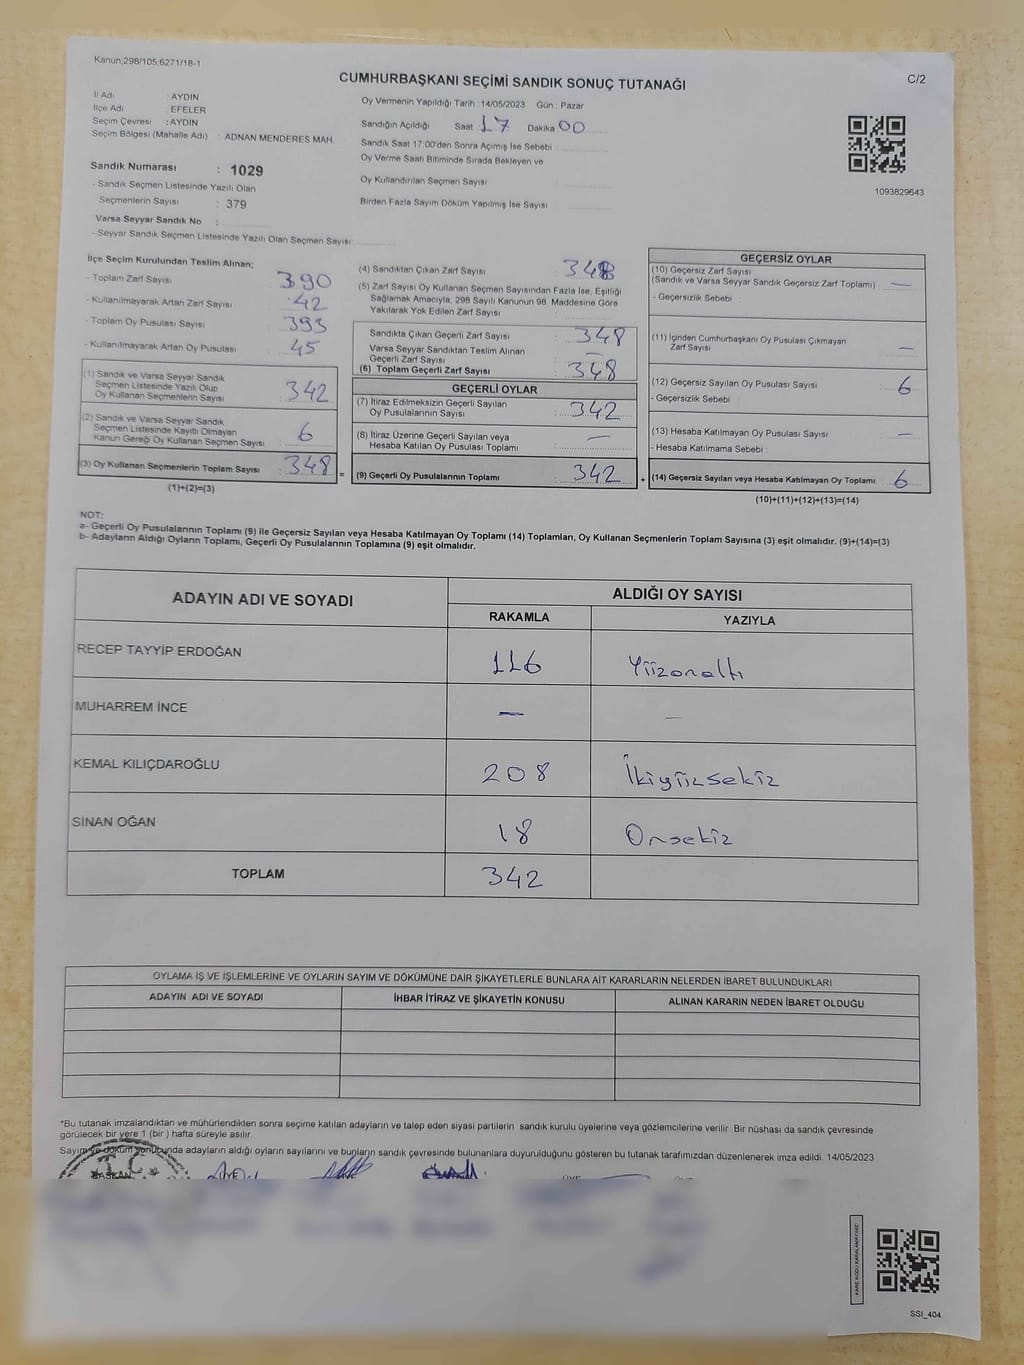 Kanun;298/105;6271/18-1
CUMHURBAŞKANI SEÇİMİ SANDIK SONUÇ TUTANAĞI
C/2
İl Adı : AYDIN
İlçe Adı : EFELER
Seçim Çevresi : AYDIN
Seçim Bölgesi (Mahalle Adı) : ADNAN MENDERES MAH.
Sandık Numarası : 1029
- Sandık Seçmen Listesinde Yazılı Olan
Seçmenlerin Sayısı : 379
Varsa Seyyar Sandık No :
- Seyyar Sandık Seçmen Listesinde Yazılı Olan Seçmen Sayısı:
Oy Vermenin Yapıldığı Tarih : 14/05/2023 Gün : Pazar
Sandığın Açıldığı Saat : 17 Dakika 00
Sandık Saat 17:00'den Sonra Açımış İse Sebebi :
Oy Verme Saati Bitiminde Sırada Bekleyen ve
Oy Kullandırılan Seçmen Sayısı :
Birden Fazla Sayım Döküm Yapılmış İse Sayısı :
1093829643
İlçe Seçim Kurulundan Teslim Alınan;
- Toplam Zarf Sayısı : 390
- Kullanılmayarak Artan Zarf Sayısı : 42
- Toplam Oy Pusulası Sayısı : 393
- Kullanılmayarak Artan Oy Pusulası : 45
(1) Sandık ve Varsa Seyyar Sandık
Seçmen Listesinde Yazılı Olup
Oy Kullanan Seçmenlerin Sayısı : 342
(2) Sandık ve Varsa Seyyar Sandık
Seçmen Listesinde Kayıtlı Olmayan
Kanun Gereği Oy Kullanan Seçmen Sayısı : 6
(3) Oy Kullanan Seçmenlerin Toplam Sayısı : 348
(1)+(2)=(3)
(4) Sandıktan Çıkan Zarf Sayısı : 348
(5) Zarf Sayısı Oy Kullanan Seçmen Sayısından Fazla İse, Eşitliği
Sağlamak Amacıyla, 298 Sayılı Kanunun 98. Maddesine Göre
Yakılarak Yok Edilen Zarf Sayısı :
Sandıkta Çıkan Geçerli Zarf Sayısı : 348
Varsa Seyyar Sandıktan Teslim Alınan
Geçerli Zarf Sayısı : —
(6) Toplam Geçerli Zarf Sayısı : 348
GEÇERLİ OYLAR
(7) İtiraz Edilmeksizin Geçerli Sayılan
Oy Pusulalarının Sayısı : 342
(8) İtiraz Üzerine Geçerli Sayılan veya
Hesaba Katılan Oy Pusulası Toplamı : —
= (9) Geçerli Oy Pusulalarının Toplamı : 342
GEÇERSİZ OYLAR
(10) Geçersiz Zarf Sayısı
(Sandık ve Varsa Seyyar Sandık Geçersiz Zarf Toplamı) : —
- Geçersizlik Sebebi :
(11) İçinden Cumhurbaşkanı Oy Pusulası Çıkmayan
Zarf Sayısı : —
(12) Geçersiz Sayılan Oy Pusulası Sayısı : 6
- Geçersizlik Sebebi :
(13) Hesaba Katılmayan Oy Pusulası Sayısı : —
- Hesaba Katılmama Sebebi :
+ (14) Geçersiz Sayılan veya Hesaba Katılmayan Oy Toplamı : 6
(10)+(11)+(12)+(13)=(14)
NOT:
a- Geçerli Oy Pusulalarının Toplamı (9) ile Geçersiz Sayılan veya Hesaba Katılmayan Oy Toplamı (14) Toplamları, Oy Kullanan Seçmenlerin Toplam Sayısına (3) eşit olmalıdır. (9)+(14)=(3)
b- Adayların Aldığı Oyların Toplamı, Geçerli Oy Pusulalarının Toplamına (9) eşit olmalıdır.
ADAYIN ADI VE SOYADI ALDIĞI OY SAYISI
RAKAMLA YAZIYLA
RECEP TAYYİP ERDOĞAN 116 Yüzonaltı
MUHARREM İNCE — —
KEMAL KILIÇDAROĞLU 208 İkiyüzsekiz
SİNAN OĞAN 18 Onsekiz
TOPLAM 342
OYLAMA İŞ VE İŞLEMLERİNE VE OYLARIN SAYIM VE DÖKÜMÜNE DAİR ŞİKAYETLERLE BUNLARA AİT KARARLARIN NELERDEN İBARET BULUNDUKLARI
ADAYIN ADI VE SOYADI İHBAR İTİRAZ VE ŞİKAYETİN KONUSU ALINAN KARARIN NEDEN İBARET OLDUĞU
*Bu tutanak imzalandıktan ve mühürlendikten sonra seçime katılan adayların ve talep eden siyasi partilerin sandık kurulu üyelerine veya gözlemcilerine verilir .Bir nüshası da sandık çevresinde
görülecek bir yere 1 (bir ) hafta süreyle asılır.
Sayım ve döküm sonucunda adayların aldığı oyların sayılarını ve bunların sandık çevresinde bulunanlara duyurulduğunu gösteren bu tutanak tarafımızdan düzenlenerek imza edildi. 14/05/2023
T.C.
BAŞKAN ÜYE ÜYE ÜYE
KARE KODU KARALAMAYINIZ
SSI_404